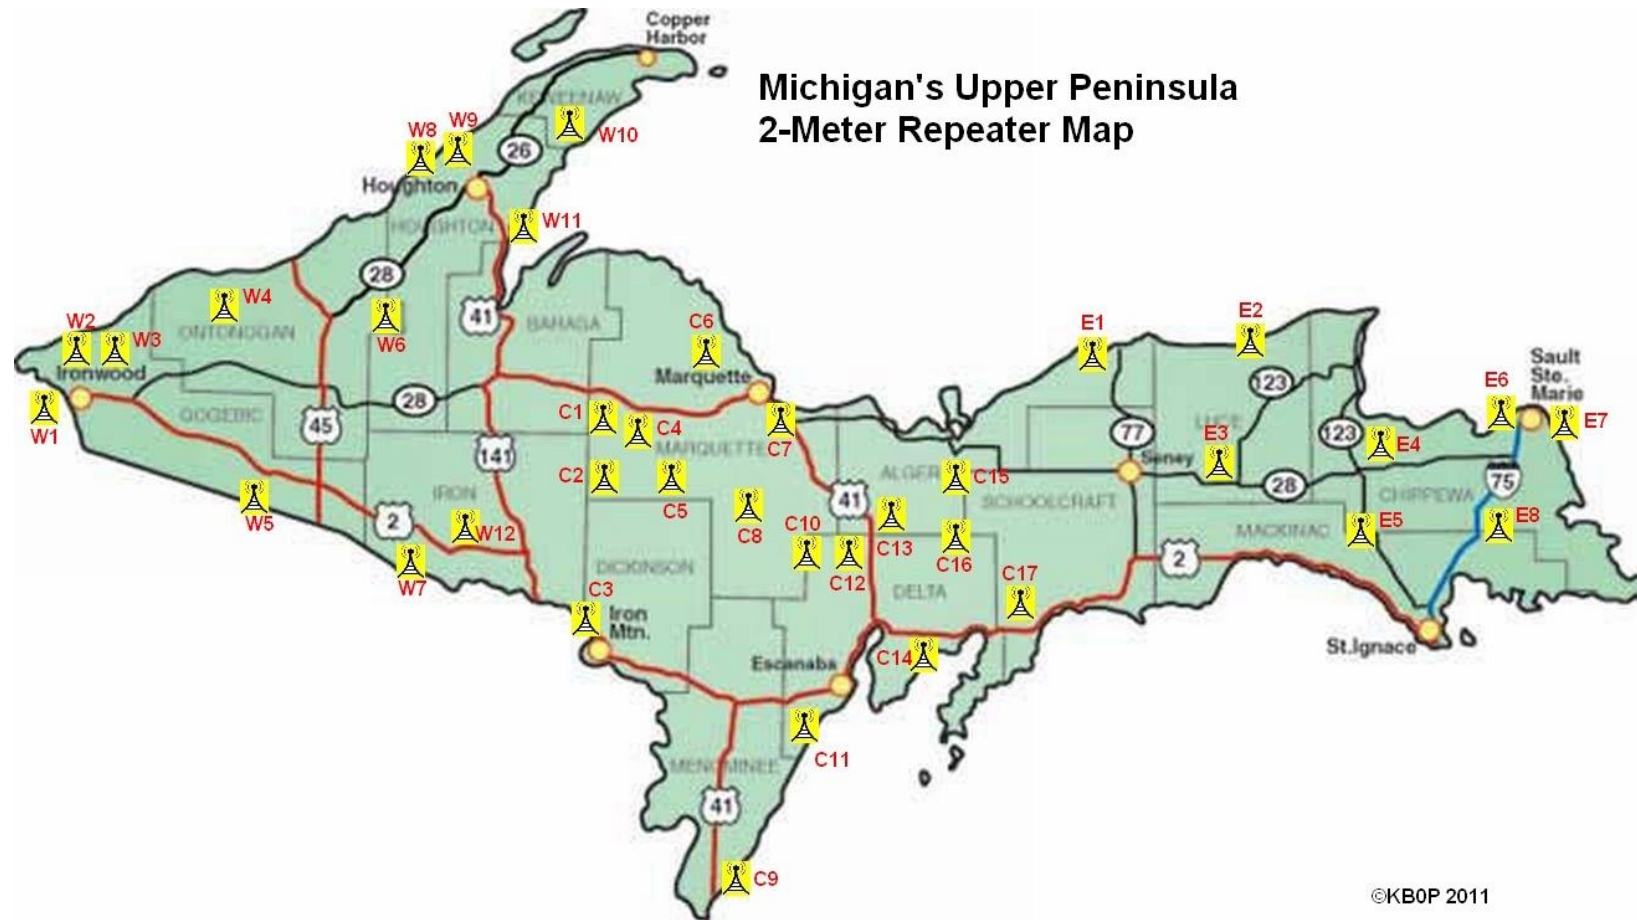 Copper
Harbor
Michigan's Upper Peninsula
2-Meter Repeater Map
KEWEENAW
W8
W9
W10
26
Houghton
HOUGHTON
W11
28
W4
ONTONOGAN
W6
41
BARAGA
W2
W3
Ironwood
W1
GOGEBIC
28
45
141
C6
Marquette
C1
C4
MARQUETTE
C7
C2
C5
C8
W5
IRON
2
W12
W7
DICKINSON
C3
Iron
Mtn.
C10
C12
41
C13
ALGER
C15
C16
SCHOOLCRAFT
DELTA
C17
C14
Escanaba
C11
MENOMINEE
41
C9
E1
E2
77
Seney
LUCE
E3
123
123
E4
28
CHIPPEWA
MACKINAC
E5
2
E6
Sault
Ste.
Marie
E7
75
E8
St.Ignace
©KB0P 2011